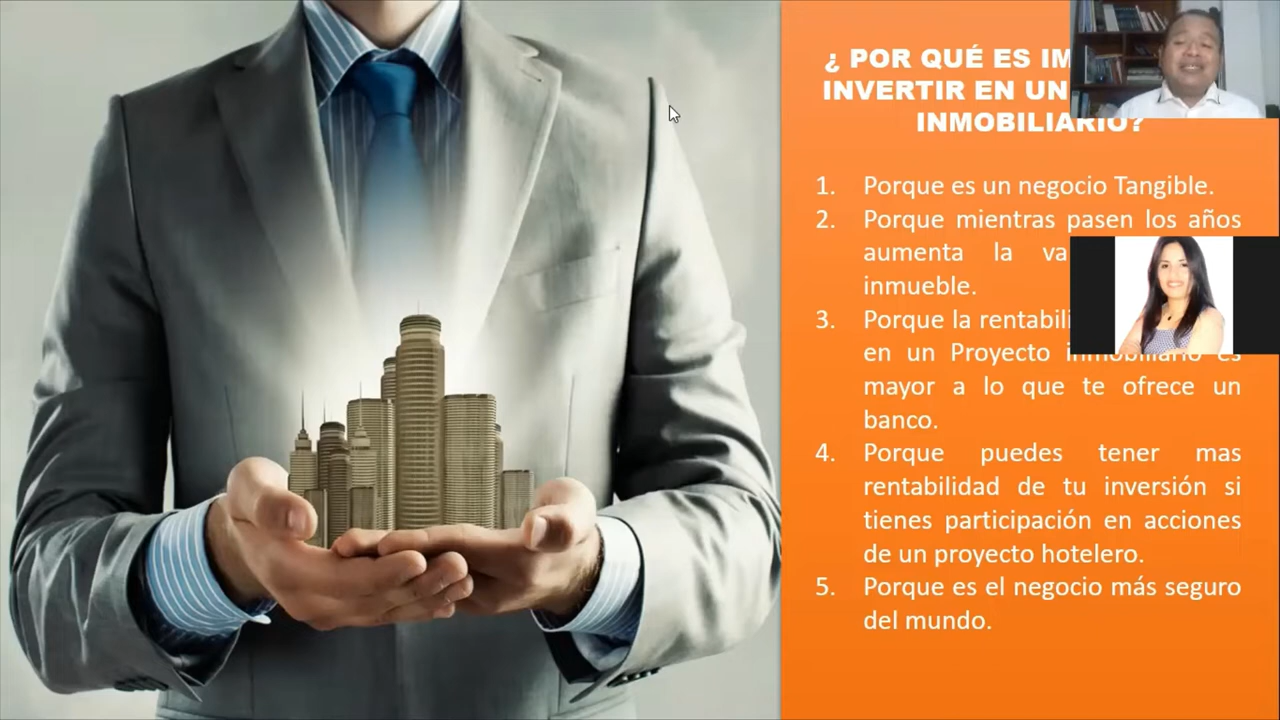 ¿ POR QUÉ ES
INVERTIR EN UN
INMOBILIARIO?
1. Porque es un negocio Tangible.
2. Porque mientras pasen los años
aumenta la
inmueble.
3. Porque la
en un Proyecto inmobiliario es
mayor a lo que te ofrece un
banco.
4. Porque puedes tener mas
rentabilidad de tu inversión si
tienes participación en acciones
de un proyecto hotelero.
5. Porque es el negocio más seguro
del mundo.